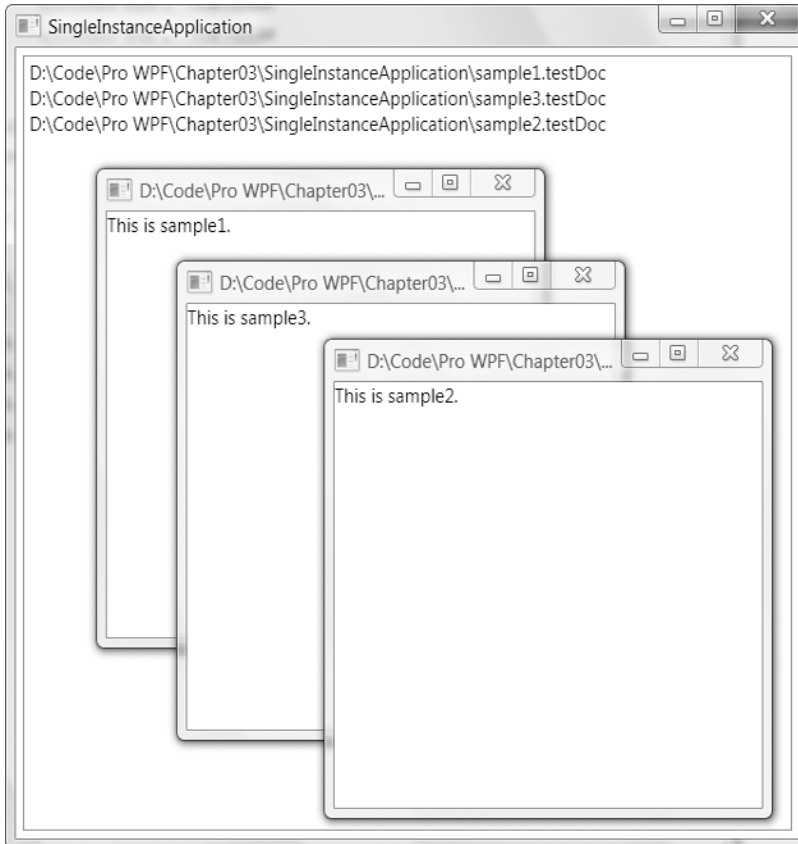 SingleInstanceApplication
D:\Code\Pro WPF\Chapter03\SingleInstanceApplication\sample1.testDoc
D:\Code\Pro WPF\Chapter03\SingleInstanceApplication\sample3.testDoc
D:\Code\Pro WPF\Chapter03\SingleInstanceApplication\sample2.testDoc
D:\Code\Pro WPF\Chapter03\...
This is sample1.
D:\Code\Pro WPF\Chapter03\...
This is sample3.
D:\Code\Pro WPF\Chapter03\...
This is sample2.